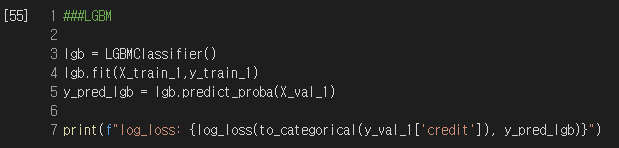 [55] 1 ###LGBM
2
3 lgb = LGBMClassifier()
4 lgb.fit(X_train_1,y_train_1)
5 y_pred_lgb = lgb.predict_proba(X_val_1)
6
7 print(f"log_loss: {log_loss(to_categorical(y_val_1['credit']), y_pred_lgb)}")